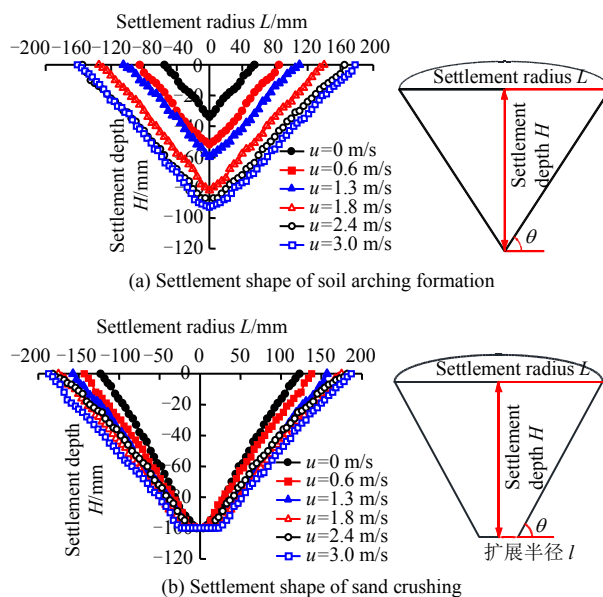 Settlement radius L/mm
−200 −160 −120 −80 −40 0 40 80 120 160 200
0
−20
−40
−60
−80
−100
−120
Settlement depth
H/mm
u=0 m/s
u=0.6 m/s
u=1.3 m/s
u=1.8 m/s
u=2.4 m/s
u=3.0 m/s
Settlement radius L
Settlement
depth H
θ
(a) Settlement shape of soil arching formation
Settlement radius L/mm
−200 −150 −100 −50 0 50 100 150 200
0
−20
−40
−60
−80
−100
−120
Settlement depth
H/mm
u=0 m/s
u=0.6 m/s
u=1.3 m/s
u=1.8 m/s
u=2.4 m/s
u=3.0 m/s
Settlement radius L
Settlement
depth H
θ
扩展半径 l
(b) Settlement shape of sand crushing